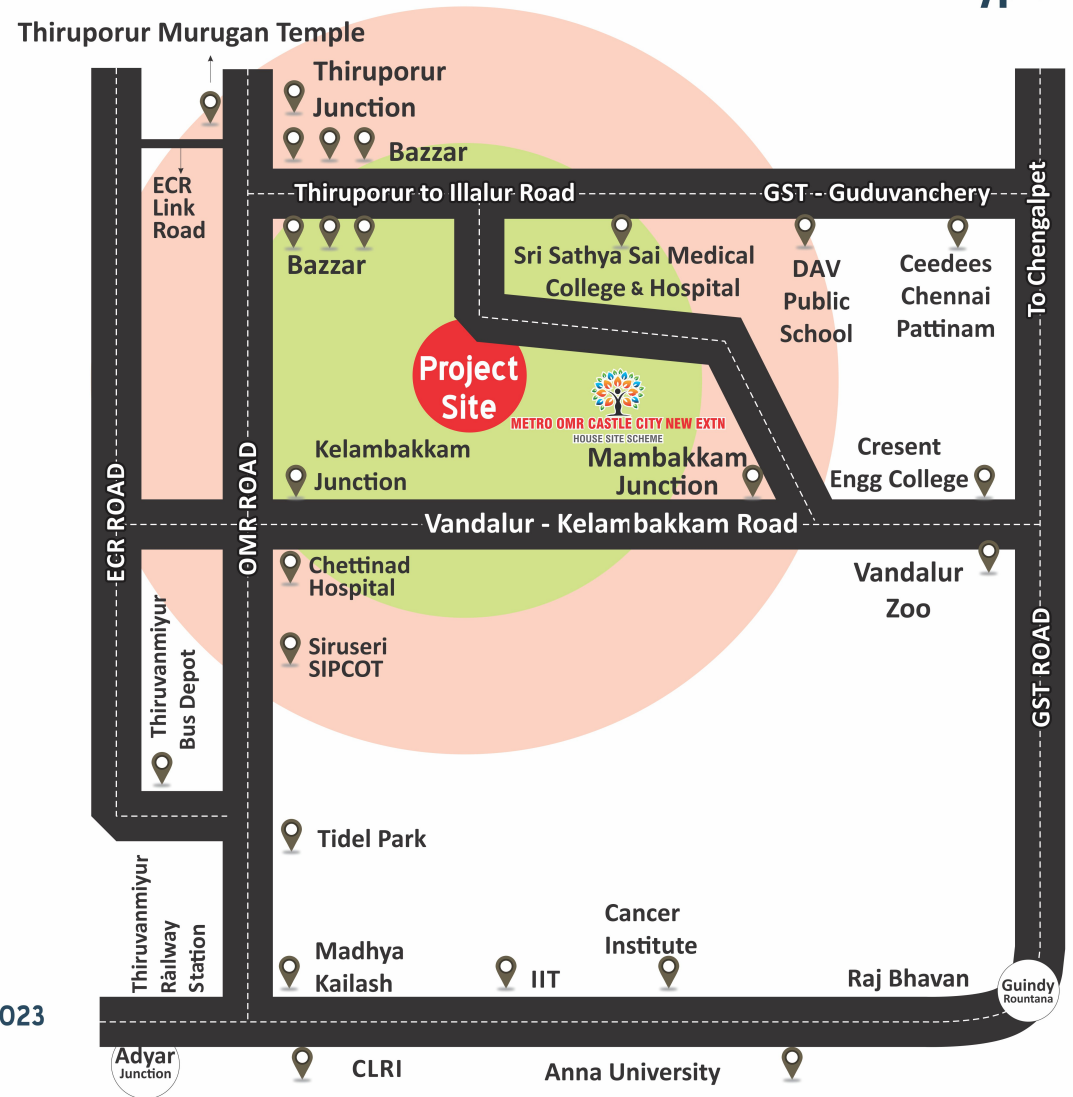 Thiruporur Murugan Temple
Thiruporur
Junction
Bazzar
ECR
Link
Road
Thiruporur to Illalur Road
GST - Guduvanchery
To Chengalpet
Bazzar
Sri Sathya Sai Medical
College & Hospital
DAV
Public
School
Ceedees
Chennai
Pattinam
Project
Site
METRO OMR CASTLE CITY NEW EXTN
HOUSE SITE SCHEME
Kelambakkam
Junction
Mambakkam
Junction
Cresent
Engg College
ECR ROAD
OMR ROAD
Vandalur - Kelambakkam Road
Chettinad
Hospital
Vandalur
Zoo
Siruseri
SIPCOT
Thiruvanmiyur
Bus Depot
GST ROAD
Tidel Park
Thiruvanmiyur
Railway
Station
Madhya
Kailash
IIT
Cancer
Institute
Raj Bhavan
Guindy
Rountana
023
Adyar
Junction
CLRI
Anna University